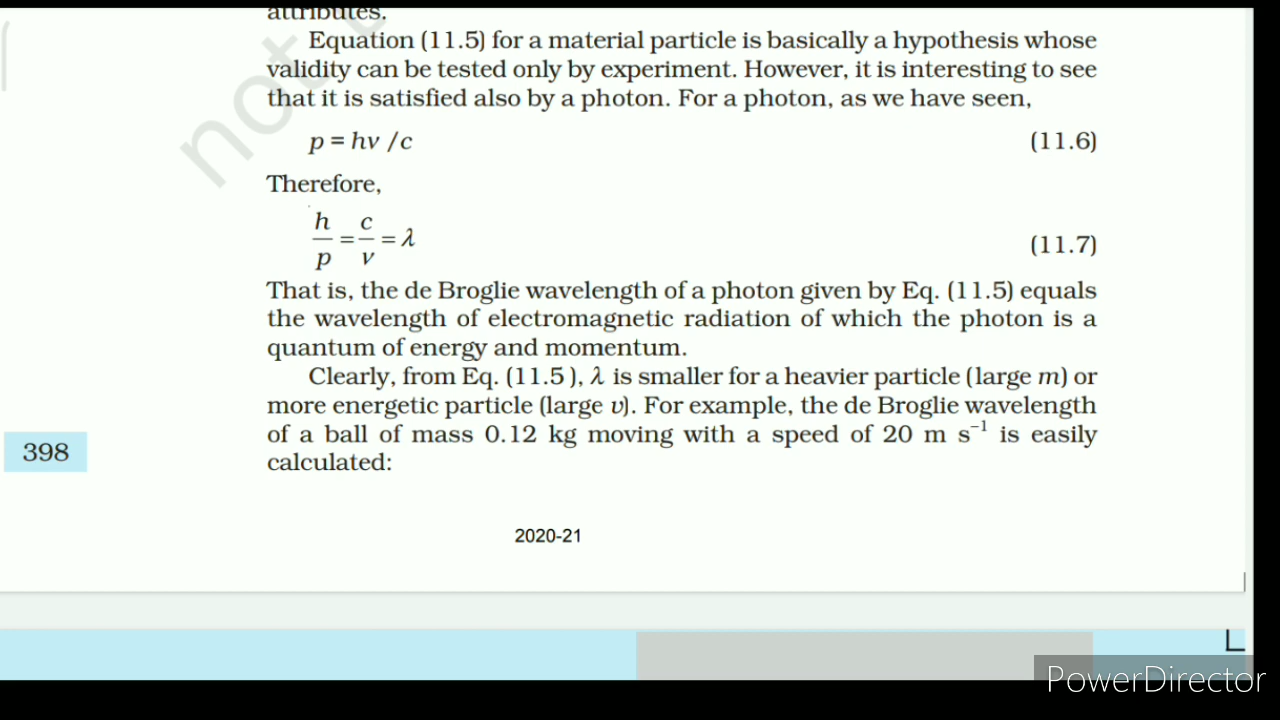 attributes.
Equation (11.5) for a material particle is basically a hypothesis whose
validity can be tested only by experiment. However, it is interesting to see
that it is satisfied also by a photon. For a photon, as we have seen,
p = hν /c (11.6)
Therefore,
h/p = c/ν = λ (11.7)
That is, the de Broglie wavelength of a photon given by Eq. (11.5) equals
the wavelength of electromagnetic radiation of which the photon is a
quantum of energy and momentum.
Clearly, from Eq. (11.5 ), λ is smaller for a heavier particle (large m) or
more energetic particle (large υ). For example, the de Broglie wavelength
of a ball of mass 0.12 kg moving with a speed of 20 m s⁻¹ is easily
calculated:
398
2020-21
not
PowerDirector